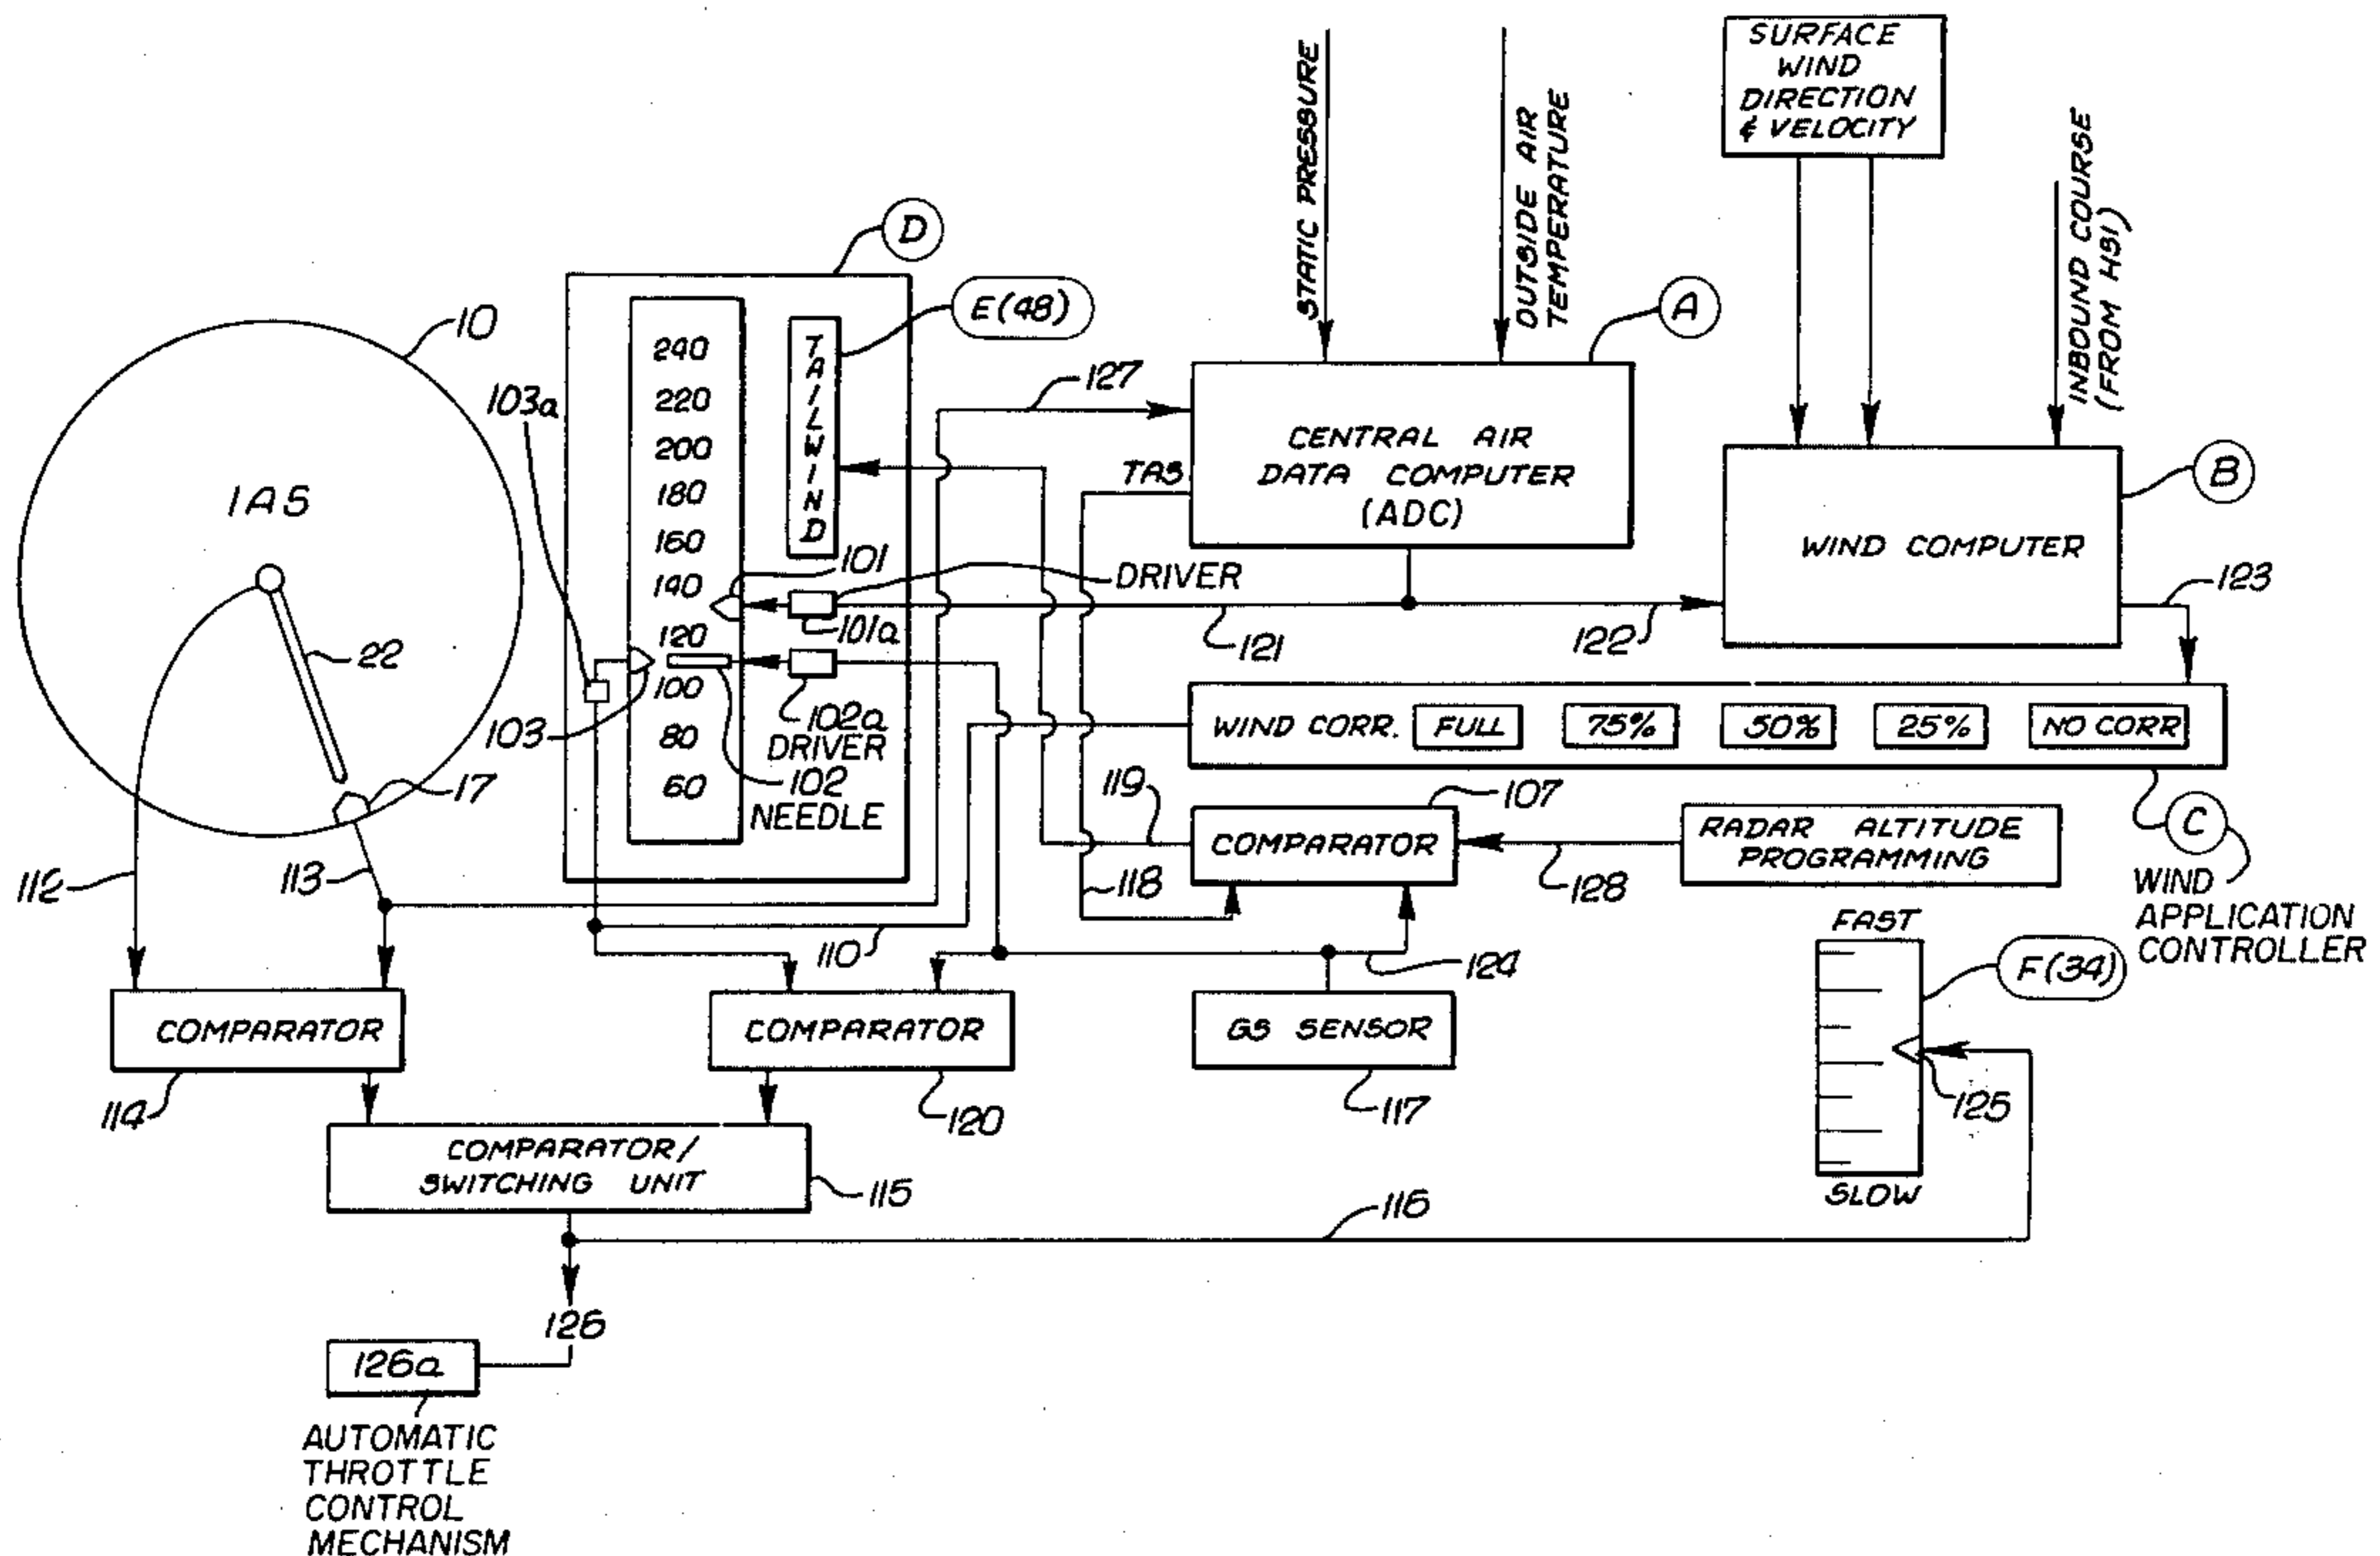 SURFACE
WIND
DIRECTION
& VELOCITY
STATIC PRESSURE
OUTSIDE AIR
TEMPERATURE
INBOUND COURSE
(FROM HSI)
D
E(48)
A
B
10
IAS
22
17
112
113
103a
103
240
220
200
180
160
140
120
100
80
60
TAILWIND
101
101a
DRIVER
102a
DRIVER
102
NEEDLE
127
TAS
CENTRAL AIR
DATA COMPUTER
(ADC)
121
122
WIND COMPUTER
123
WIND CORR.
FULL
75%
50%
25%
NO CORR
C
WIND
APPLICATION
CONTROLLER
119
107
118
COMPARATOR
128
RADAR ALTITUDE
PROGRAMMING
110
124
FAST
F(34)
125
SLOW
COMPARATOR
114
COMPARATOR
120
GS SENSOR
117
COMPARATOR/
SWITCHING UNIT
115
116
126
126a
AUTOMATIC
THROTTLE
CONTROL
MECHANISM